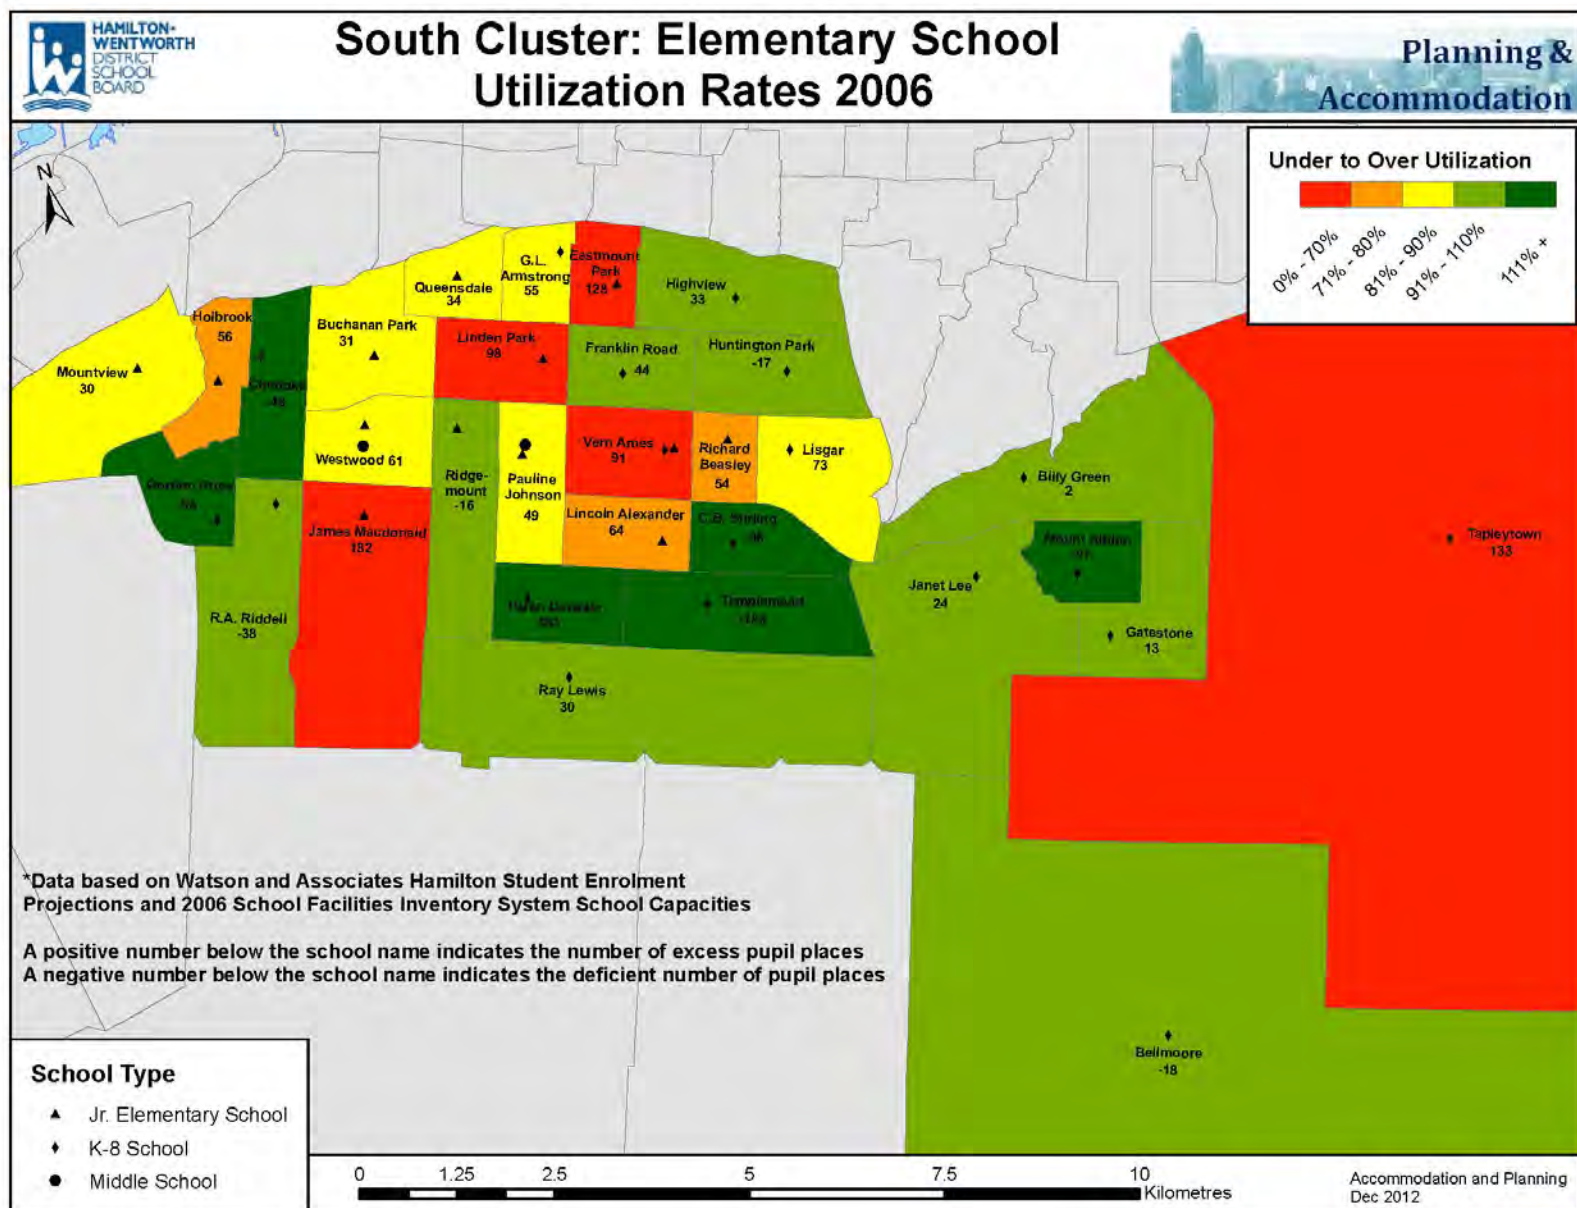 HAMILTON-
WENTWORTH
DISTRICT
SCHOOL
BOARD
South Cluster: Elementary School
Utilization Rates 2006
Planning &
Accommodation
Under to Over Utilization
0% - 70%
71% - 80%
81% - 90%
91% - 110%
111% +
N
G.L.
Armstrong
55
Eastmount
Park
128
Queensdale
34
Highview
33
Holbrook
56
Buchanan Park
31
Linden Park
98
Franklin Road
44
Huntington Park
-17
Mountview
30
Westwood 61
Ridge-
mount
-16
Pauline
Johnson
49
Vern Ames
91
Richard
Beasley
54
Lisgar
73
Billy Green
2
James Macdonald
182
Lincoln Alexander
64
C.B. Stirling
Mount Albion
Tapleytown
133
Janet Lee
24
R.A. Riddell
-38
Helen Detwiler
Templemead
Gatestone
13
Ray Lewis
30
*Data based on Watson and Associates Hamilton Student Enrolment
Projections and 2006 School Facilities Inventory System School Capacities
A positive number below the school name indicates the number of excess pupil places
A negative number below the school name indicates the deficient number of pupil places
Bellmoore
-18
School Type
Jr. Elementary School
K-8 School
Middle School
0 1.25 2.5 5 7.5 10
Kilometres
Accommodation and Planning
Dec 2012